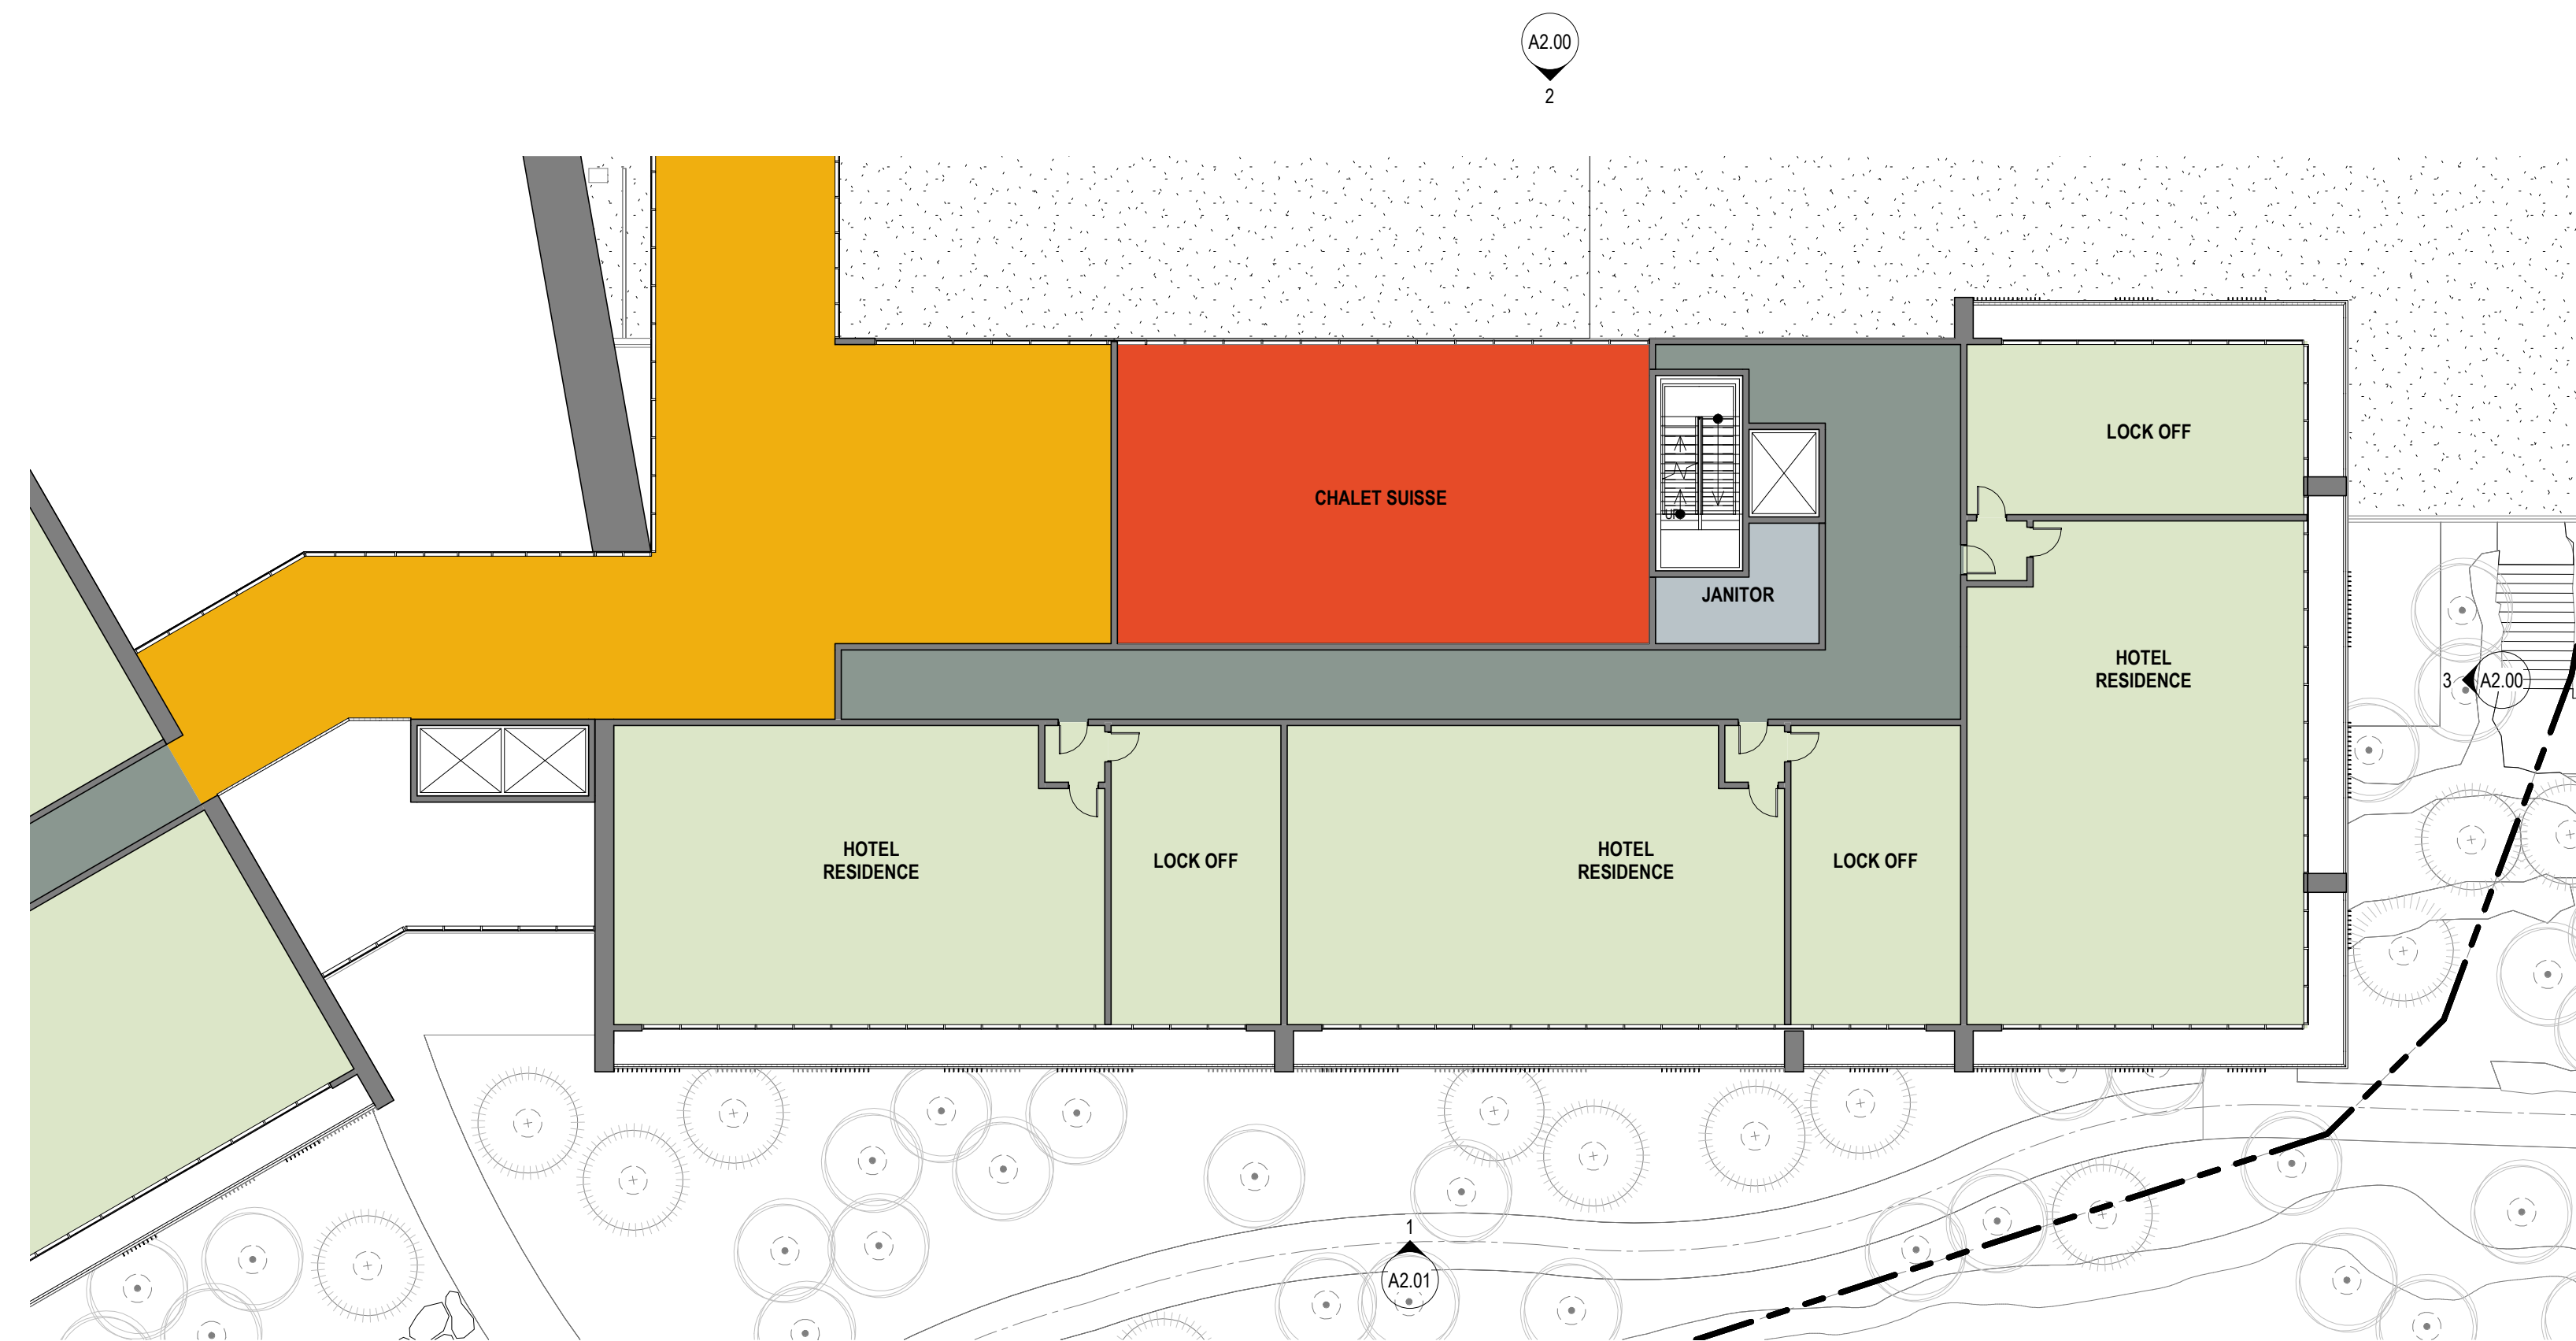 A2.00
2
LOCK OFF
CHALET SUISSE
UP
JANITOR
HOTEL
RESIDENCE
3
A2.00
HOTEL
RESIDENCE
LOCK OFF
HOTEL
RESIDENCE
LOCK OFF
1
A2.01